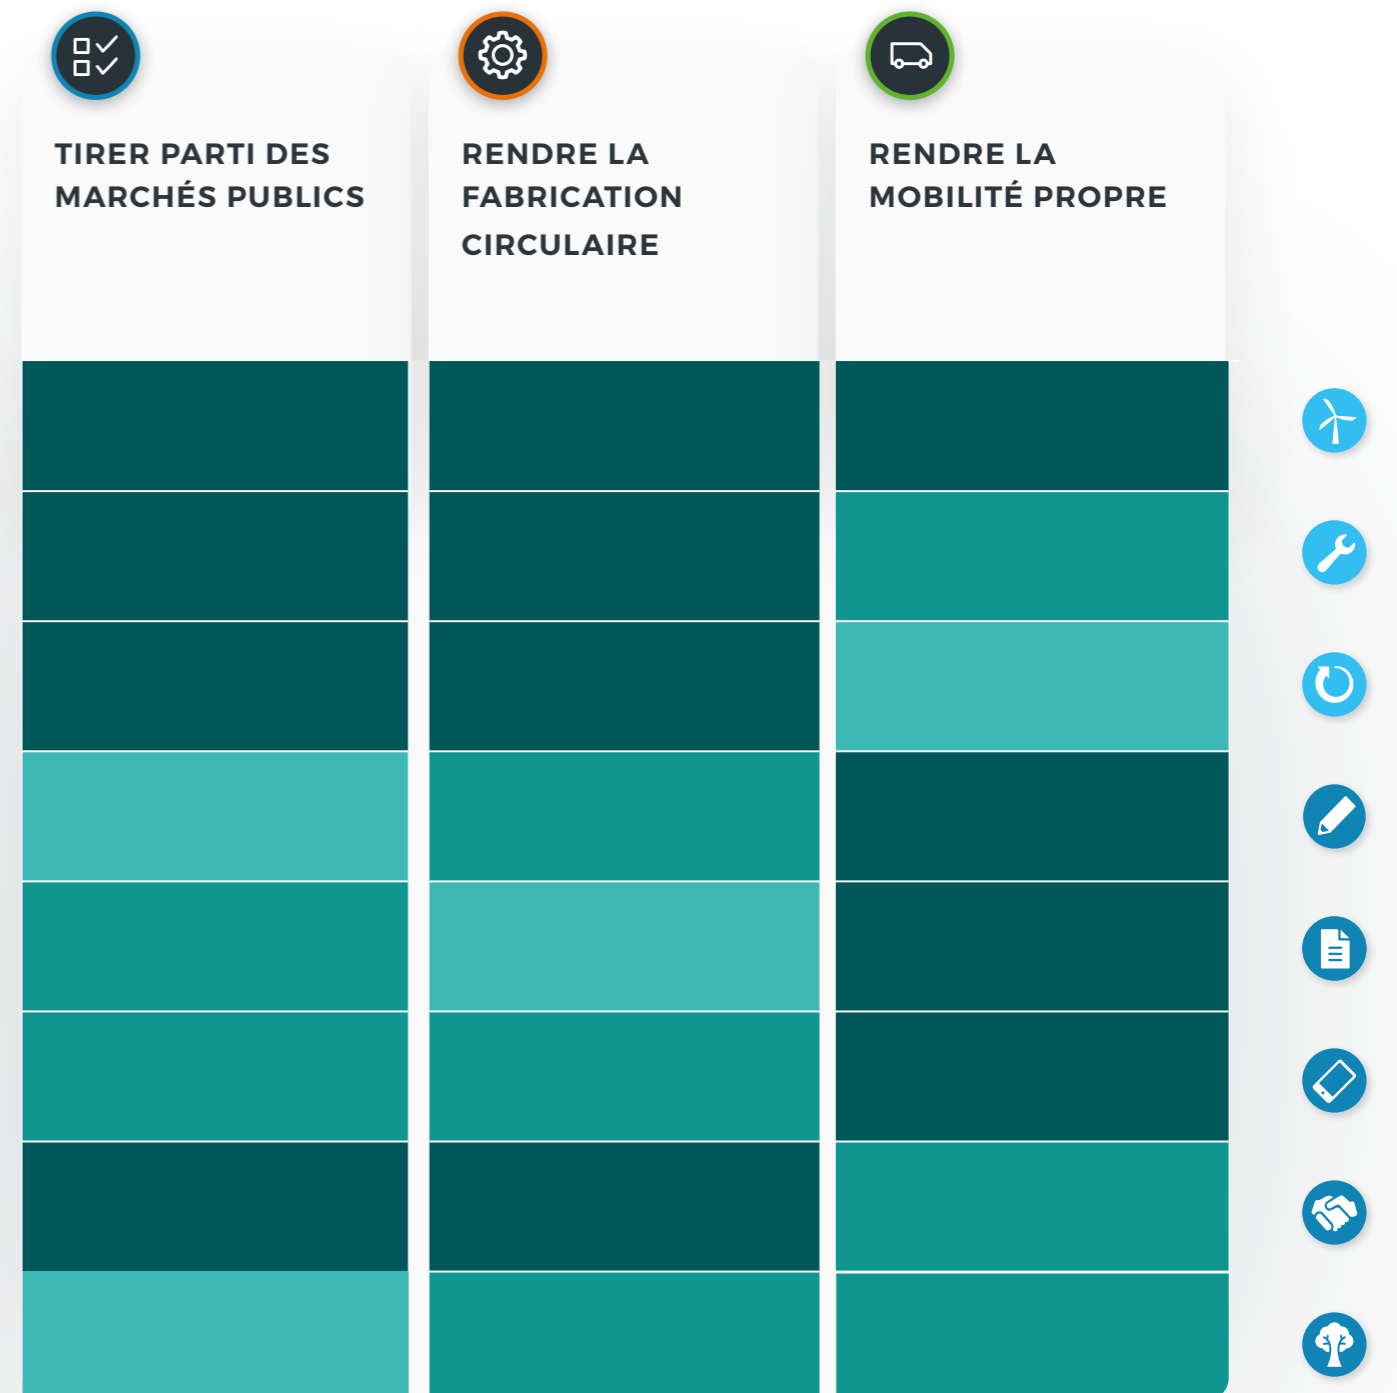 TIRER PARTI DES
MARCHÉS PUBLICS
RENDRE LA
FABRICATION
CIRCULAIRE
RENDRE LA
MOBILITÉ PROPRE